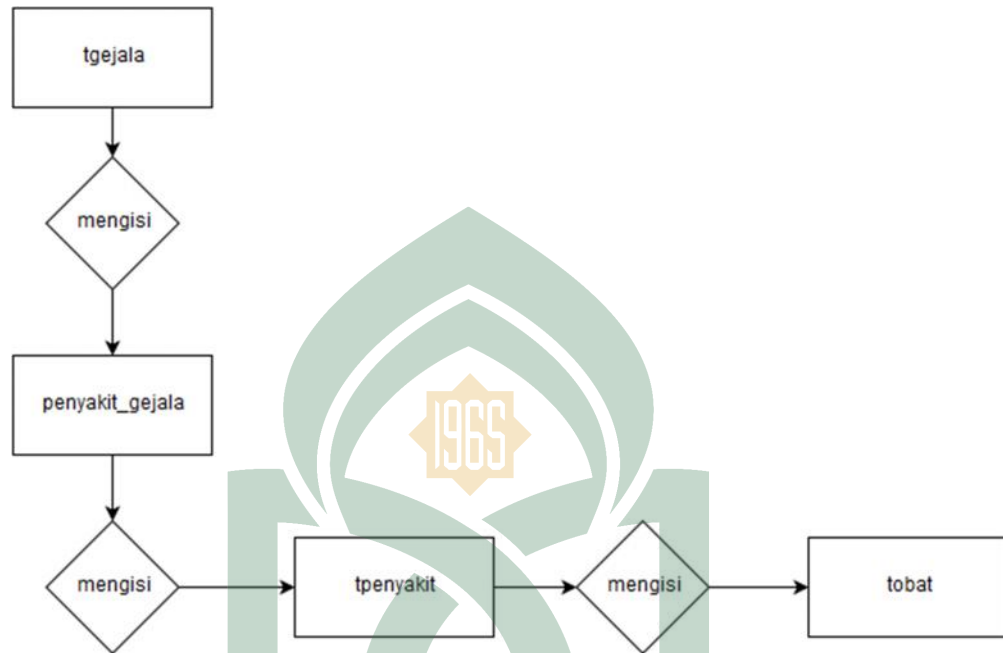 tgejala
mengisi
penyakit_gejala
1965
mengisi
tpenyakit
mengisi
tobat